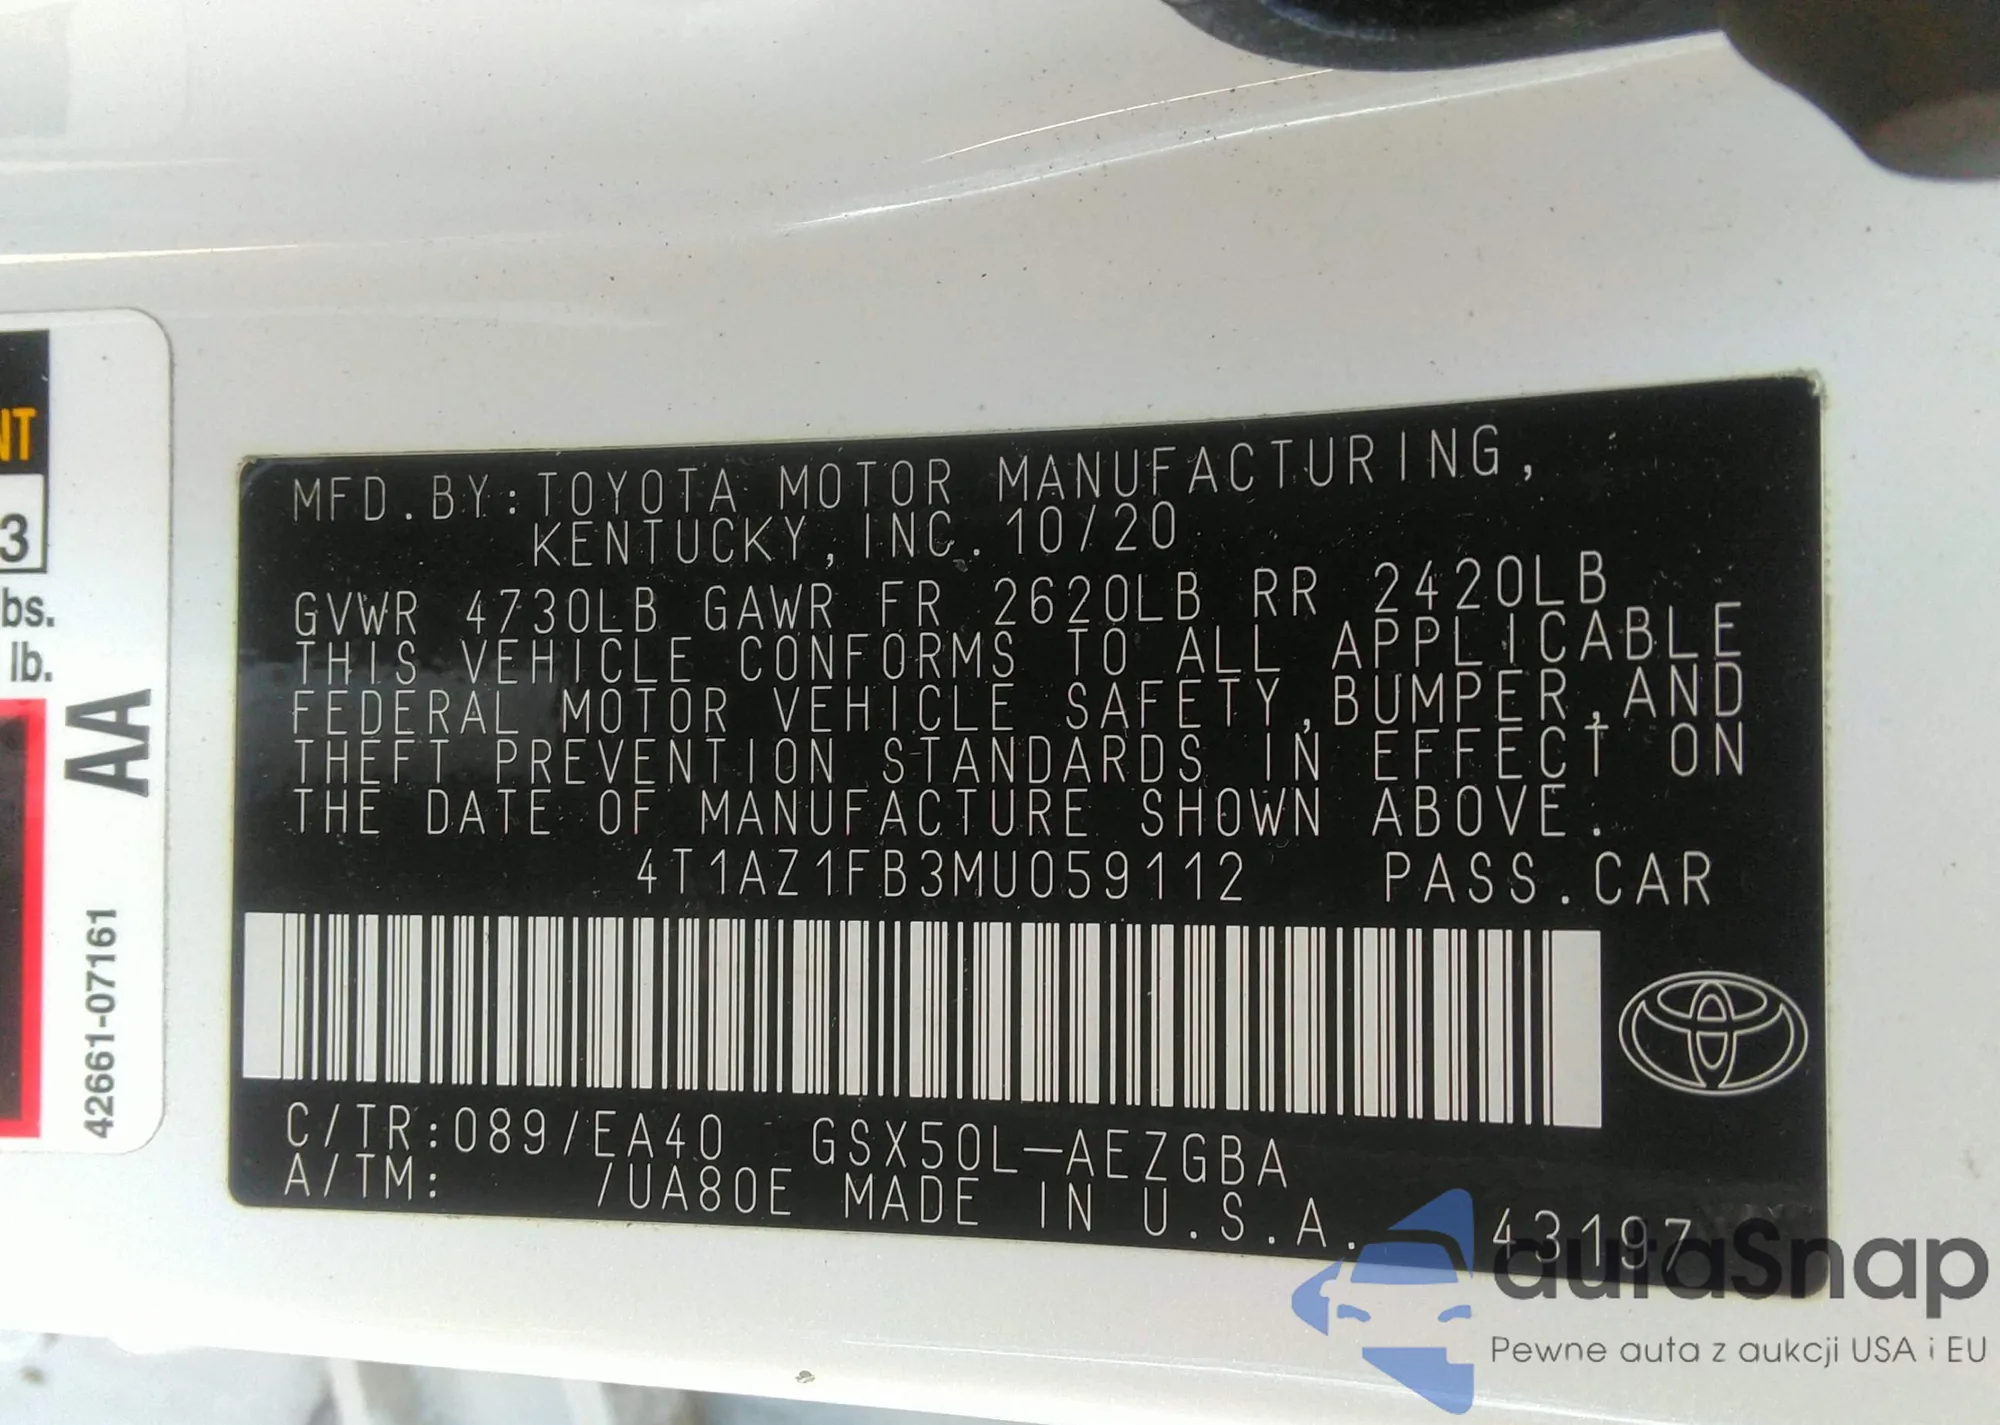 MFD.BY:TOYOTA MOTOR MANUFACTURING,
KENTUCKY, INC. 10/20
GVWR 4730LB GAWR FR 2620LB RR 2420LB
THIS VEHICLE CONFORMS TO ALL APPLICABLE
FEDERAL MOTOR VEHICLE SAFETY,BUMPER,AND
THEFT PREVENTION STANDARDS IN EFFECT ON
THE DATE OF MANUFACTURE SHOWN ABOVE.
4T1AZ1FB3MU059112 PASS.CAR
C/TR:089/EA40 GSX50L-AEZGBA
A/TM: /UA80E MADE IN U.S.A. 43197
NT
3
bs.
lb.
AA
42661-07161
autaSnap
Pewne auta z aukcji USA i EU